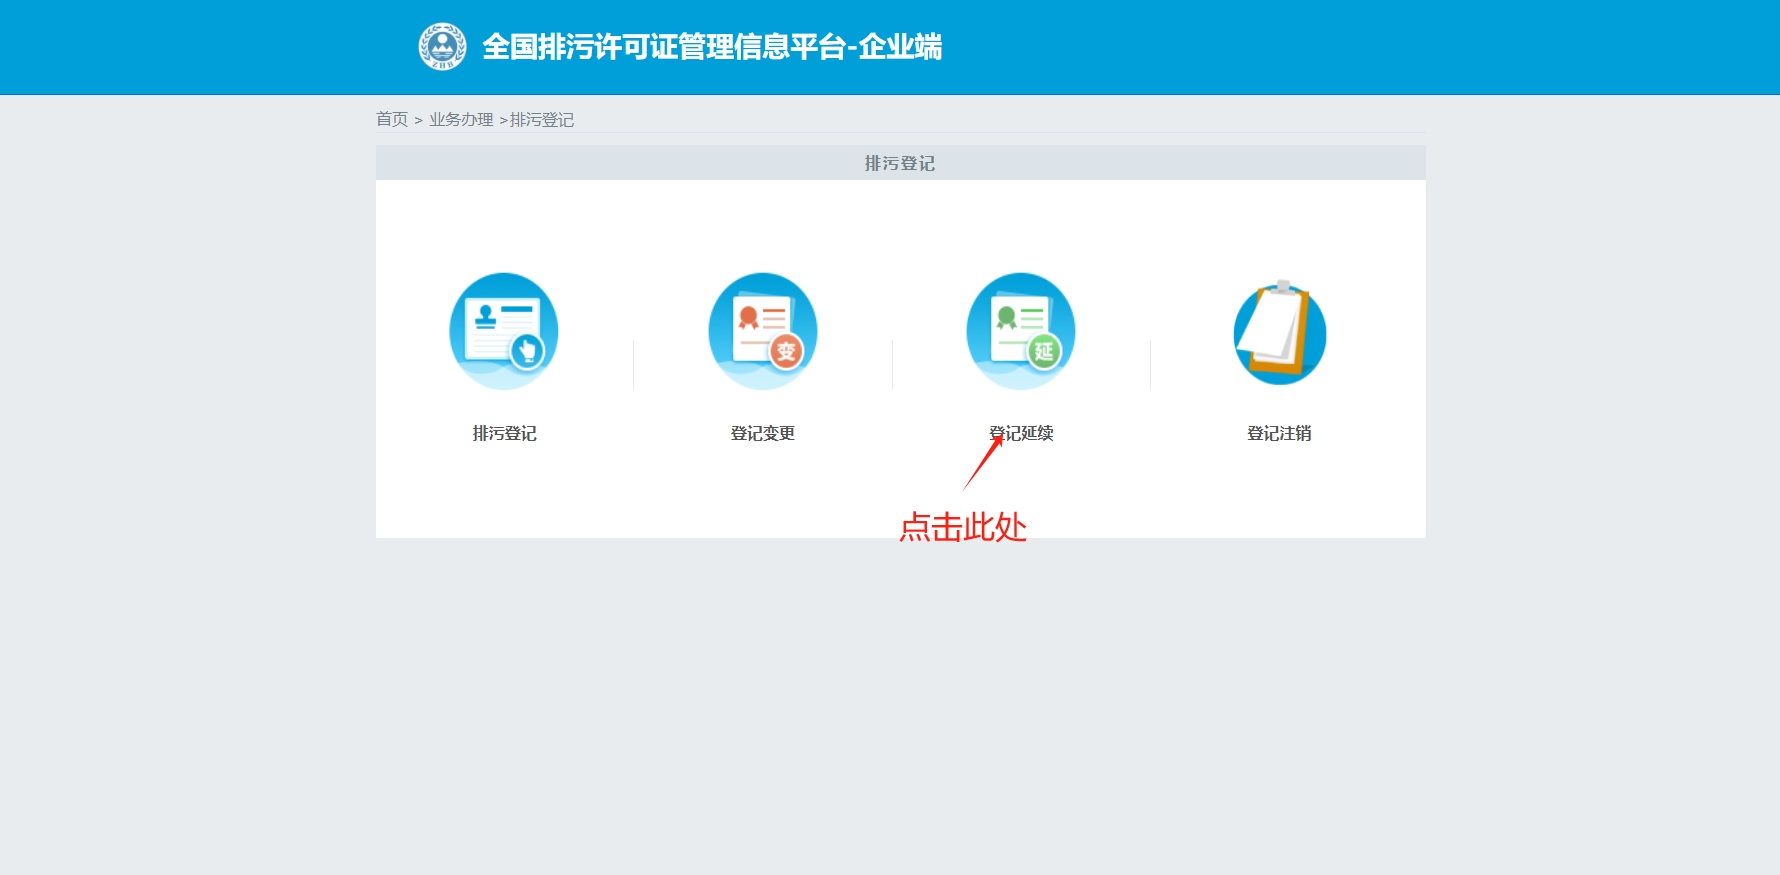 全国排污许可证管理信息平台-企业端
ZHB
首页 > 业务办理 >排污登记
排污登记
变
延
排污登记
登记变更
登记延续
登记注销
点击此处